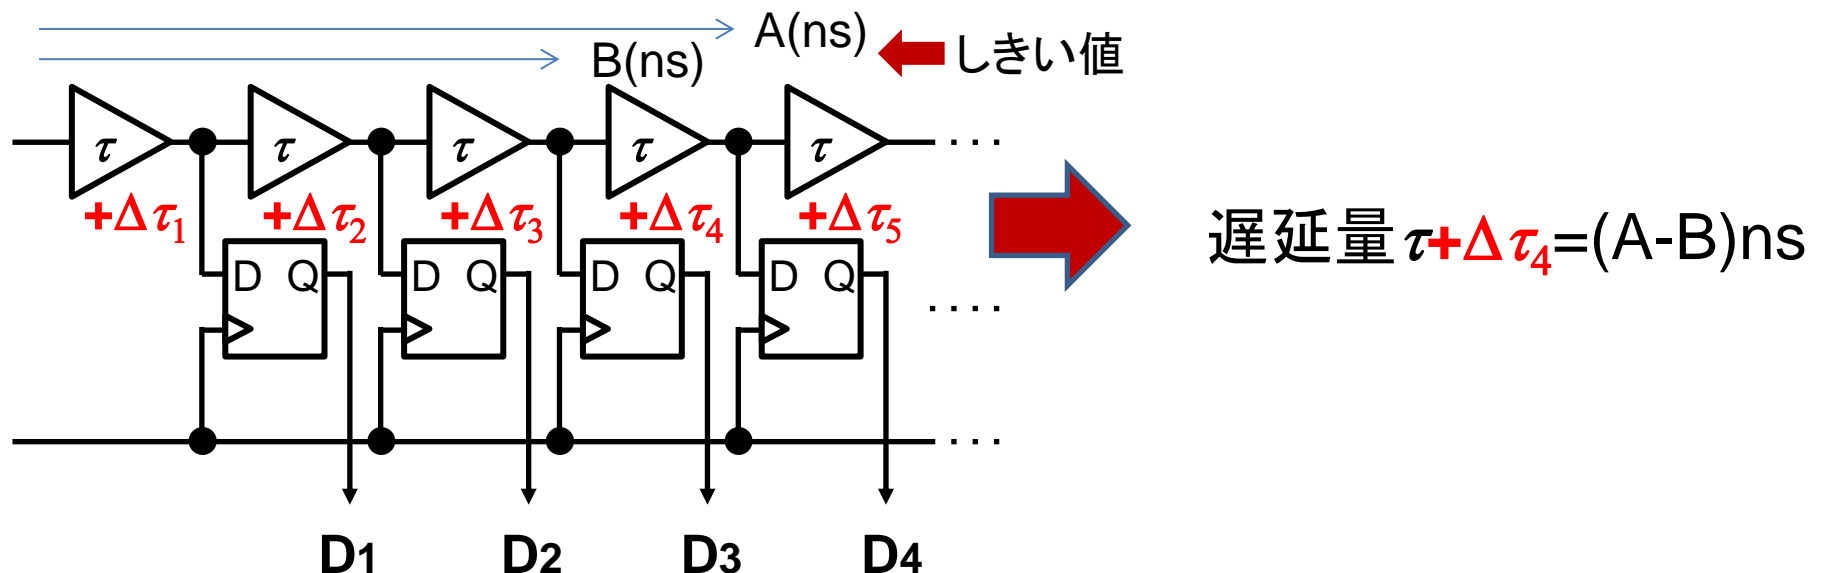 A(ns) しきい値
B(ns)
τ τ τ τ τ ....
+Δτ1 +Δτ2 +Δτ3 +Δτ4 +Δτ5
遅延量τ+Δτ4=(A-B)ns
D Q D Q D Q D Q
....
....
D1 D2 D3 D4